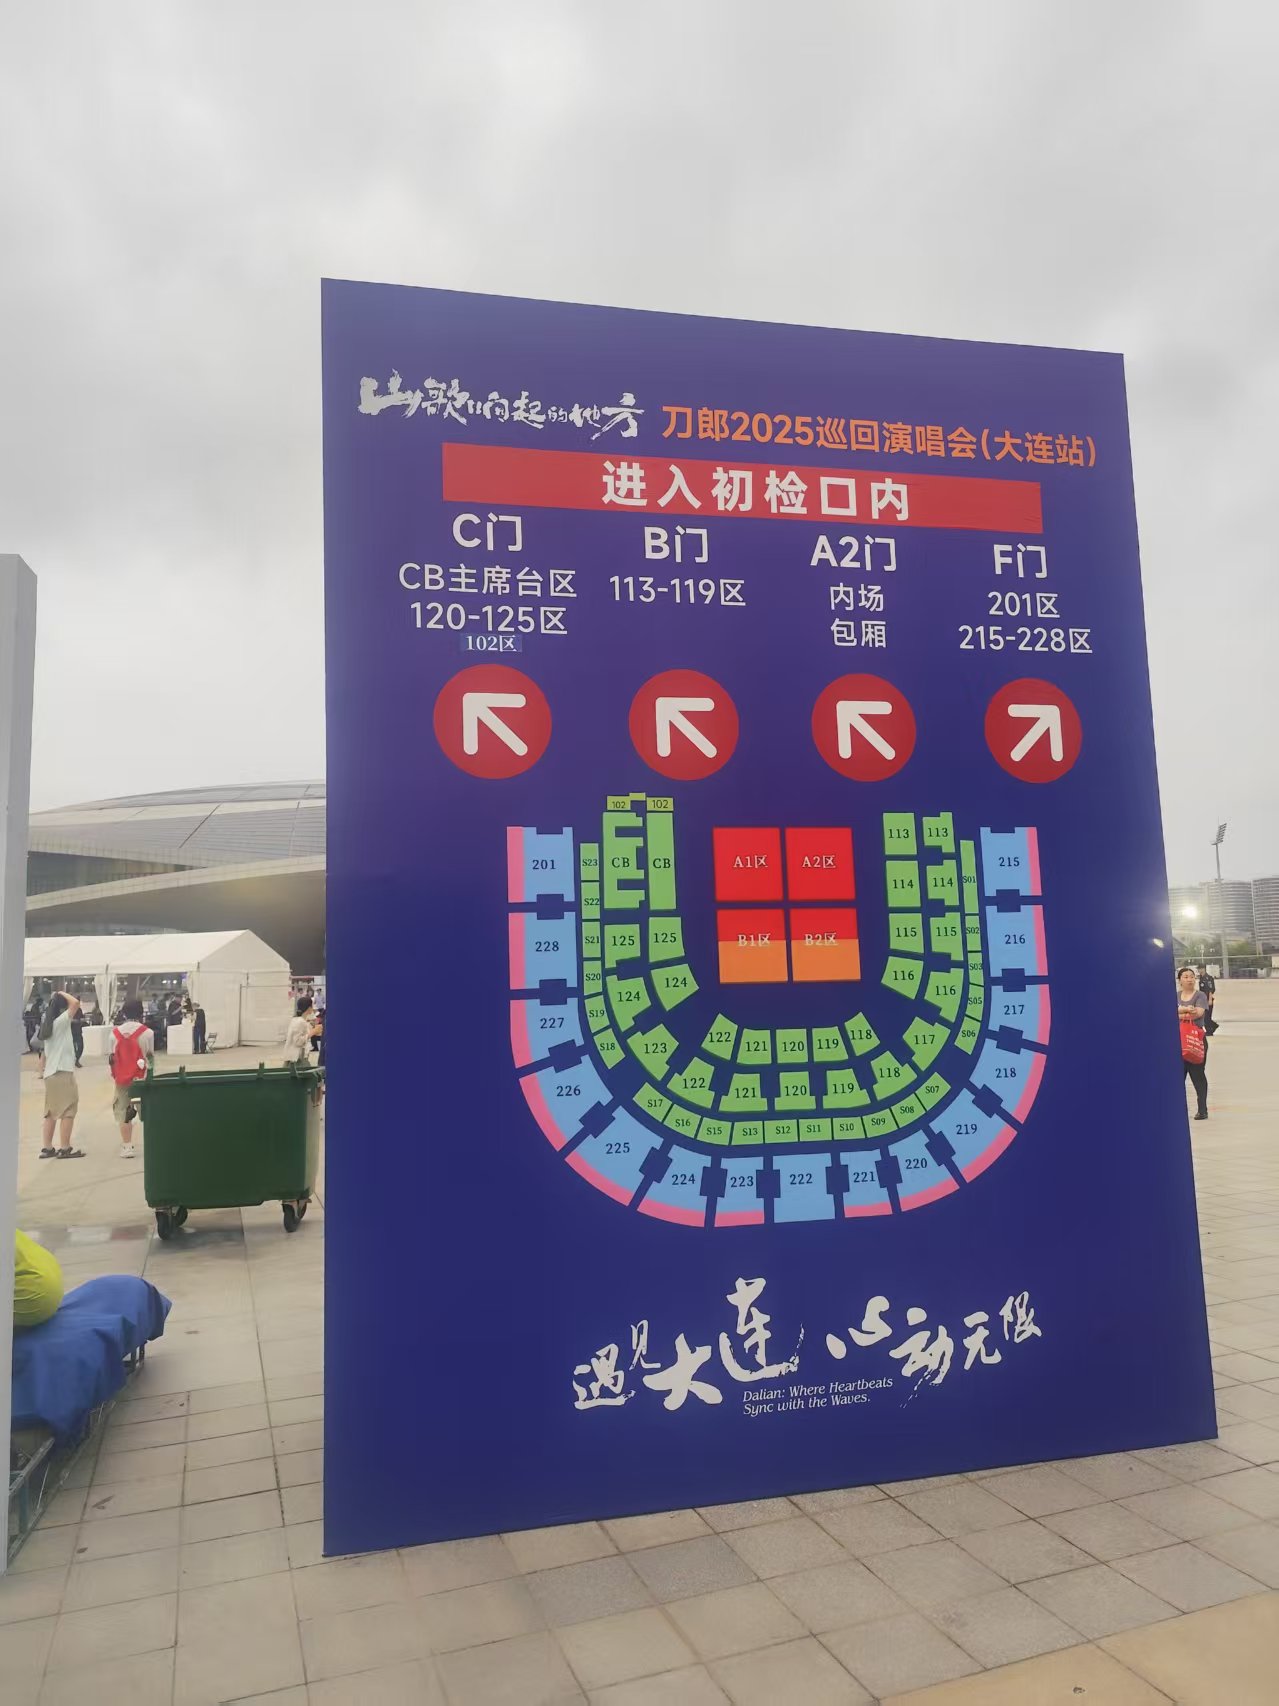 山歌响起的地方 刀郎2025巡回演唱会(大连站)
进入初检口内
C门 B门 A2门 F门
CB主席台区 113-119区 内场 201区
120-125区 包厢 215-228区
102区
102 102
201 S23 CB CB A1区 A2区 113 113 S01 215
S22 114 114
228 S21 125 125 B1区 B2区 115 115 S02 216
S20 124 124 116 116 S03
227 S19 S05 217
S18 123 122 121 120 119 118 117 S06
226 122 121 120 119 118 218
S17 S16 S15 S13 S12 S11 S10 S09 S08 S07
225 219
224 223 222 221 220
遇见大连 心动无限
Dalian: Where Heartbeats
Sync with the Waves.